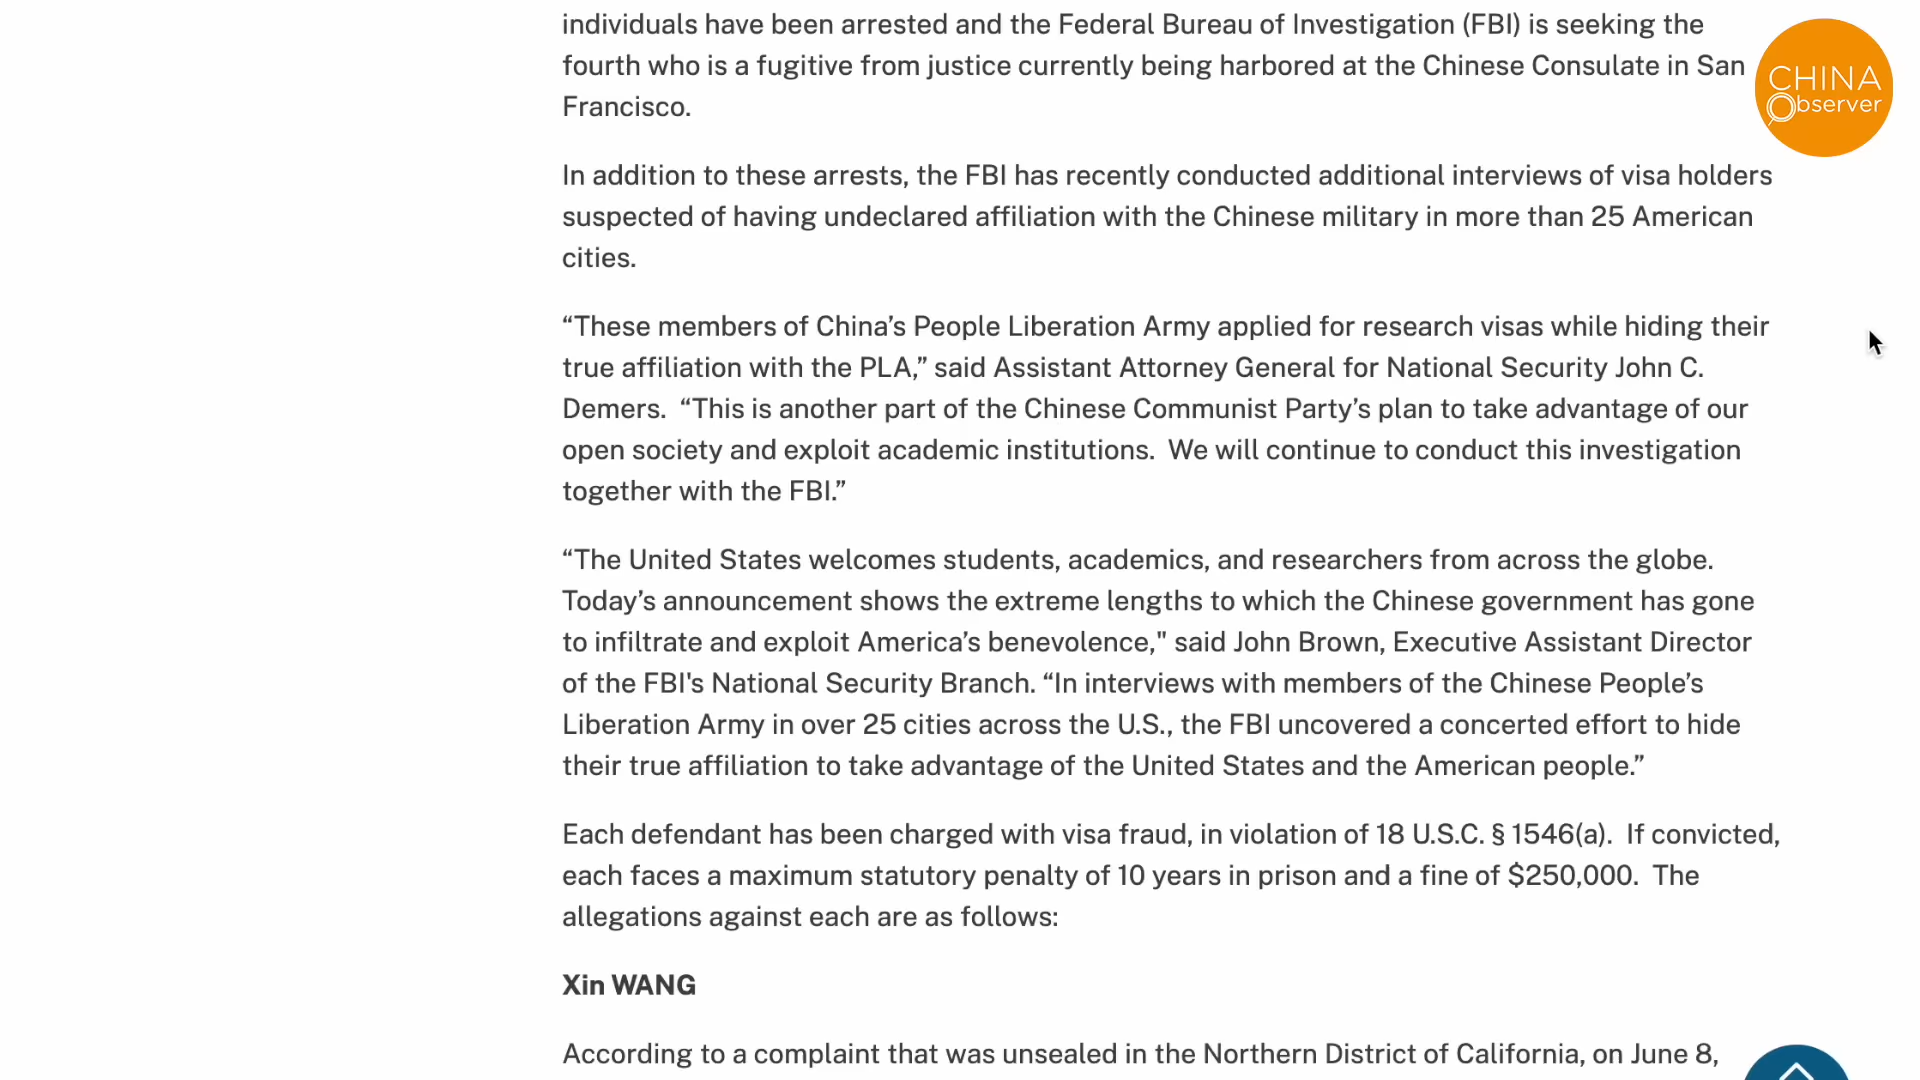 individuals have been arrested and the Federal Bureau of Investigation (FBI) is seeking the
fourth who is a fugitive from justice currently being harbored at the Chinese Consulate in San
Francisco.
CHINA
Observer
In addition to these arrests, the FBI has recently conducted additional interviews of visa holders
suspected of having undeclared affiliation with the Chinese military in more than 25 American
cities.
“These members of China’s People Liberation Army applied for research visas while hiding their
true affiliation with the PLA,” said Assistant Attorney General for National Security John C.
Demers.  “This is another part of the Chinese Communist Party’s plan to take advantage of our
open society and exploit academic institutions.  We will continue to conduct this investigation
together with the FBI.”
“The United States welcomes students, academics, and researchers from across the globe.
Today’s announcement shows the extreme lengths to which the Chinese government has gone
to infiltrate and exploit America’s benevolence," said John Brown, Executive Assistant Director
of the FBI's National Security Branch. “In interviews with members of the Chinese People’s
Liberation Army in over 25 cities across the U.S., the FBI uncovered a concerted effort to hide
their true affiliation to take advantage of the United States and the American people.”
Each defendant has been charged with visa fraud, in violation of 18 U.S.C. § 1546(a).  If convicted,
each faces a maximum statutory penalty of 10 years in prison and a fine of $250,000.  The
allegations against each are as follows:
Xin WANG
According to a complaint that was unsealed in the Northern District of California, on June 8,